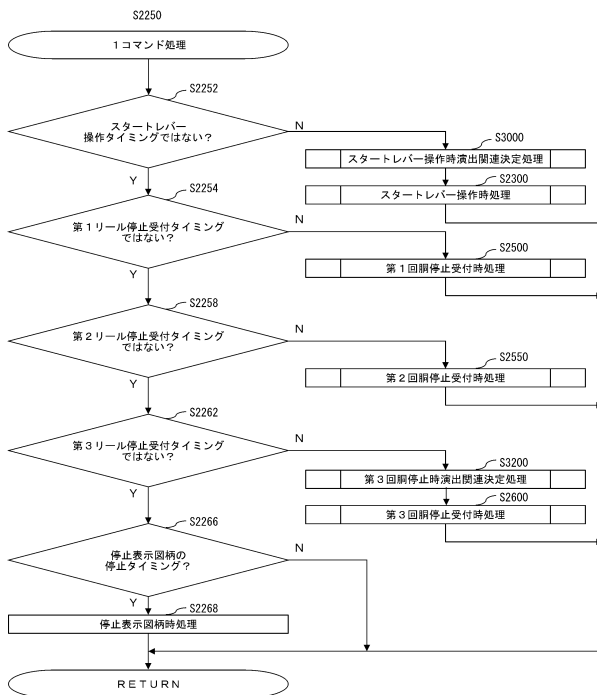 S2250
1コマンド処理
S2252
スタートレバー
操作タイミングではない?
N
Y
S3000
スタートレバー操作時演出関連決定処理
S2300
スタートレバー操作時処理
S2254
第1リール停止受付タイミング
ではない?
N
Y
S2500
第1回胴停止受付時処理
S2258
第2リール停止受付タイミング
ではない?
N
Y
S2550
第2回胴停止受付時処理
S2262
第3リール停止受付タイミング
ではない?
N
Y
S3200
第3回胴停止時演出関連決定処理
S2600
第3回胴停止受付時処理
S2266
停止表示図柄の
停止タイミング?
N
Y
S2268
停止表示図柄時処理
RETURN